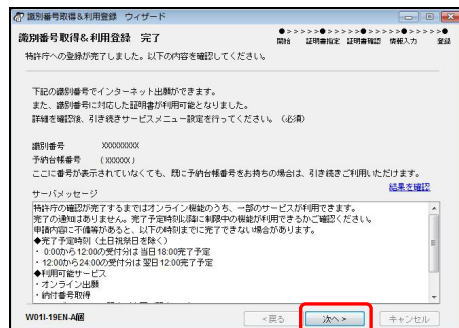 識別番号取得&利用登録 ウィザード
識別番号取得&利用登録 完了
●>>>>>●>>>>>●>>>>>●>>>>>●
開始 証明書指定 証明書確認 情報入力 登録
特許庁への登録が完了しました。以下の内容を確認してください。
下記の識別番号でインターネット出願ができます。
また、識別番号に対応した証明書が利用可能となりました。
詳細を確認後、引き続きサービスメニュー設定を行ってください。（必須）
識別番号 XXXXXXXXX
予納台帳番号 （XXXXXX）
ここに番号が表示されていなくても、既に予納台帳番号をお持ちの場合は、引き続きご利用いただけます。
サーバメッセージ 結果を確認
特許庁の確認が完了するまではオンライン機能のうち、一部のサービスが利用できます。
完了の通知はありません。完了予定時刻以降に制限中の機能が利用できるかご確認ください。
申請内容に不備等があると、以下の時刻までに完了できない場合があります。
◆完了予定時刻（土日祝祭日を除く）
・0:00から12:00の受付分は当日18:00完了予定
・12:00から24:00の受付分は翌日12:00完了予定
◆利用可能サービス
・オンライン出願
・納付番号取得
W01I-19EN-A国 <戻る 次へ> キャンセル